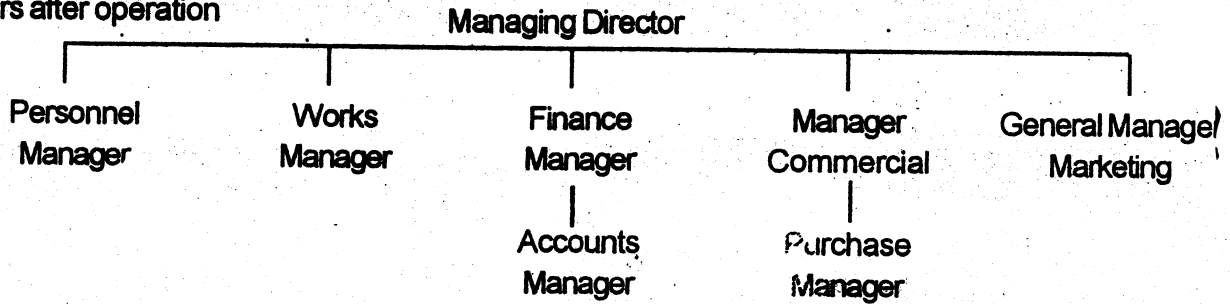 rs after operation
Managing Director
Personnel Works Finance Manager General Manager
Manager Manager Manager Commercial Marketing
Accounts Purchase
Manager Manager